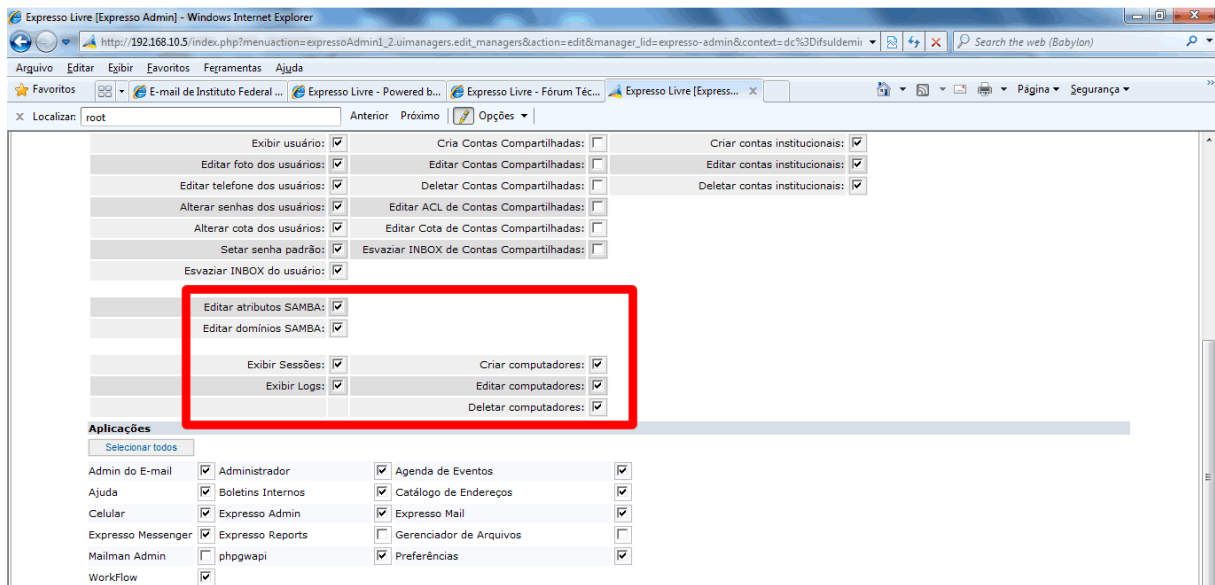 Expresso Livre [Expresso Admin] - Windows Internet Explorer
http://192.168.10.5/index.php?menuaction=expressoAdmin1_2.uimanagers.edit_managers&action=edit&manager_lid=expresso-admin&context=dc%3Difsuldemii Search the web (Babylon)
Arquivo Editar Exibir Favoritos Ferramentas Ajuda
Favoritos E-mail de Instituto Federal ... Expresso Livre - Powered b... Expresso Livre - Fórum Téc... Expresso Livre [Express... X Página Segurança
X Localizar: root Anterior Próximo Opções
Exibir usuário: Cria Contas Compartilhadas: Criar contas institucionais:
Editar foto dos usuários: Editar Contas Compartilhadas: Editar contas institucionais:
Editar telefone dos usuários: Deletar Contas Compartilhadas: Deletar contas institucionais:
Alterar senhas dos usuários: Editar ACL de Contas Compartilhadas:
Alterar cota dos usuários: Editar Cota de Contas Compartilhadas:
Setar senha padrão: Esvaziar INBOX de Contas Compartilhadas:
Esvaziar INBOX do usuário:
Editar atributos SAMBA:
Editar domínios SAMBA:
Exibir Sessões: Criar computadores:
Exibir Logs: Editar computadores:
Deletar computadores:
Aplicações
Selecionar todos
Admin do E-mail Administrador Agenda de Eventos
Ajuda Boletins Internos Catálogo de Endereços
Celular Expresso Admin Expresso Mail
Expresso Messenger Expresso Reports Gerenciador de Arquivos
Mailman Admin phpgwapi Preferências
WorkFlow